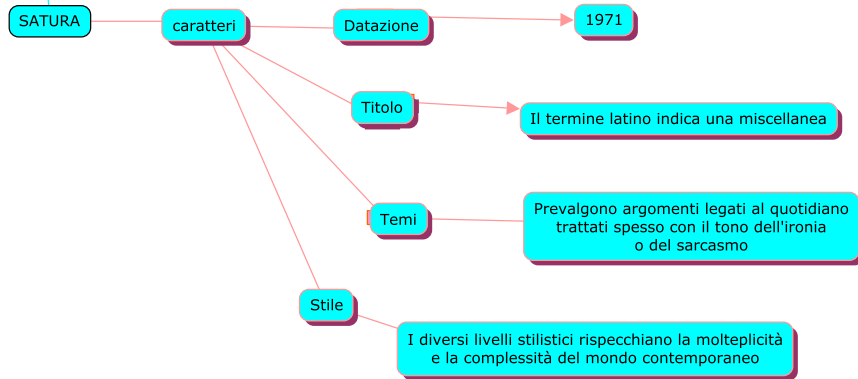 SATURA
caratteri
Datazione
1971
Titolo
Il termine latino indica una miscellanea
Temi
Prevalgono argomenti legati al quotidiano
trattati spesso con il tono dell'ironia
o del sarcasmo
Stile
I diversi livelli stilistici rispecchiano la molteplicità
e la complessità del mondo contemporaneo